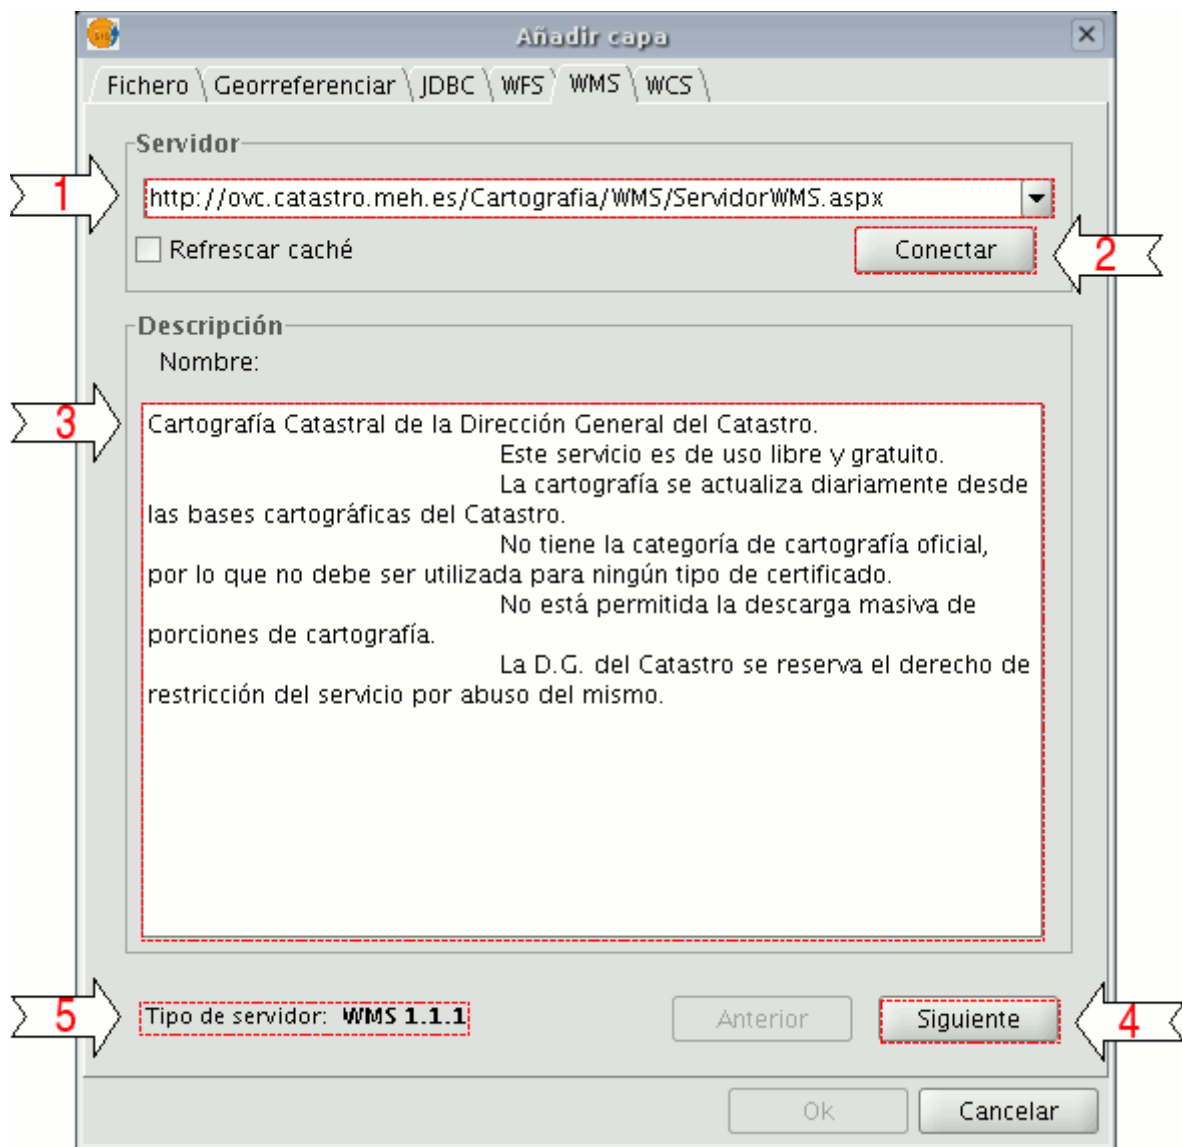 Añadir capa
Fichero Georreferenciar JDBC WFS WMS WCS
Servidor
1
http://ovc.catastro.meh.es/Cartografia/WMS/ServidorWMS.aspx
Refrescar caché
Conectar
2
Descripción
Nombre:
3
Cartografía Catastral de la Dirección General del Catastro.
Este servicio es de uso libre y gratuito.
La cartografía se actualiza diariamente desde
las bases cartográficas del Catastro.
No tiene la categoría de cartografía oficial,
por lo que no debe ser utilizada para ningún tipo de certificado.
No está permitida la descarga masiva de
porciones de cartografía.
La D.G. del Catastro se reserva el derecho de
restricción del servicio por abuso del mismo.
5
Tipo de servidor: WMS 1.1.1
Anterior
Siguiente
4
Ok
Cancelar